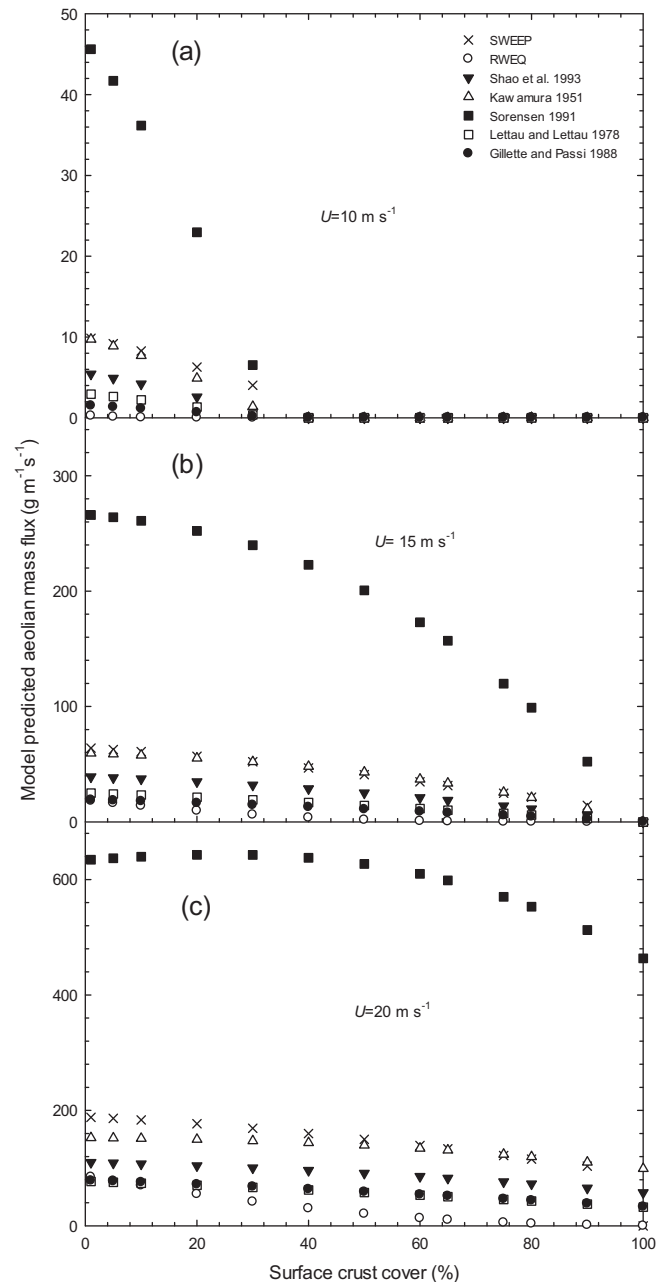 50
(a)
SWEEP
RWEQ
Shao et al. 1993
40
Kawamura 1951
Sorensen 1991
Lettau and Lettau 1978
Gillette and Passi 1988
30
U=10 m s-1
20
10
0
Model predicted aeolian mass flux (g m-1s-1)
300
(b)
U= 15 m s-1
200
100
0
600
(c)
400
U=20 m s-1
200
0
0 20 40 60 80 100
Surface crust cover (%)